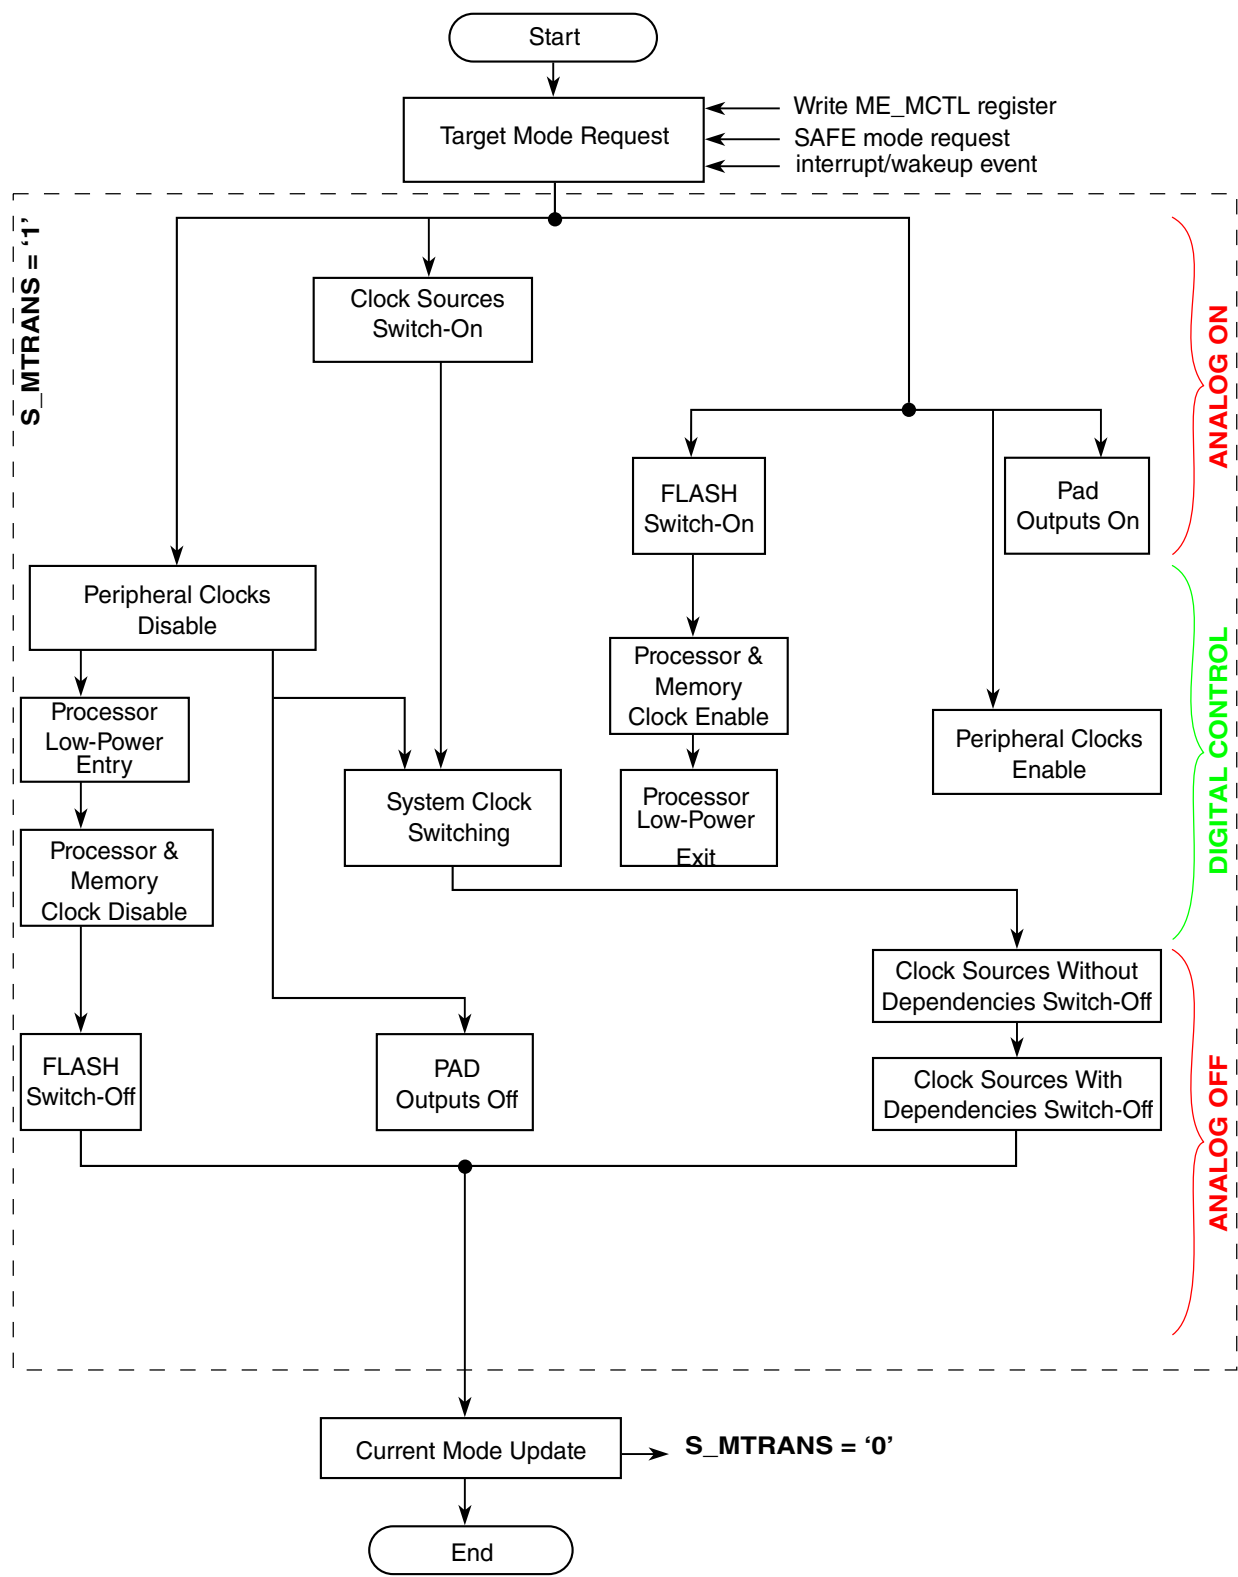 Start
Target Mode Request
Write ME_MCTL register
SAFE mode request
interrupt/wakeup event
S_MTRANS = ‘1’
ANALOG ON
Clock Sources
Switch-On
FLASH
Switch-On
Pad
Outputs On
DIGITAL CONTROL
Peripheral Clocks
Disable
Processor &
Memory
Clock Enable
Processor
Low-Power
Entry
Peripheral Clocks
Enable
System Clock
Switching
Processor
Low-Power
Exit
Processor &
Memory
Clock Disable
ANALOG OFF
Clock Sources Without
Dependencies Switch-Off
FLASH
Switch-Off
PAD
Outputs Off
Clock Sources With
Dependencies Switch-Off
Current Mode Update
S_MTRANS = ‘0’
End